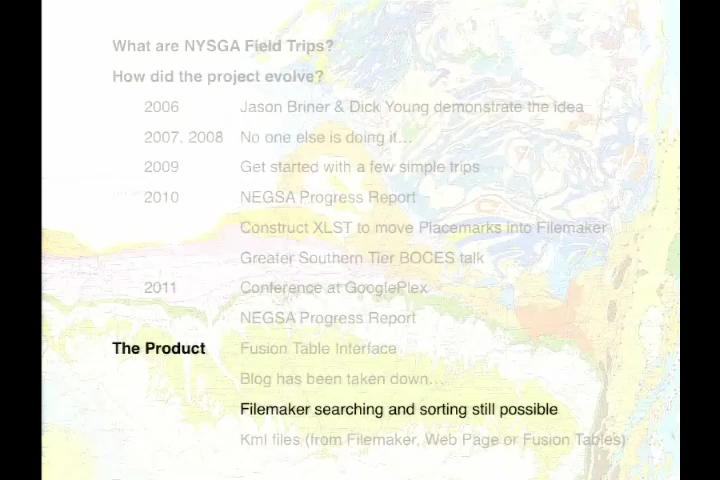 What are NYSGA Field Trips?
How did the project evolve?
2006 Jason Briner & Dick Young demonstrate the idea
2007, 2008 No one else is doing it...
2009 Get started with a few simple trips
2010 NEGSA Progress Report
Construct XLST to move Placemarks into Filemaker
Greater Southern Tier BOCES talk
2011 Conference at GooglePlex
NEGSA Progress Report
The Product Fusion Table Interface
Blog has been taken down...
Filemaker searching and sorting still possible
Kml files (from Filemaker, Web Page or Fusion Tables)